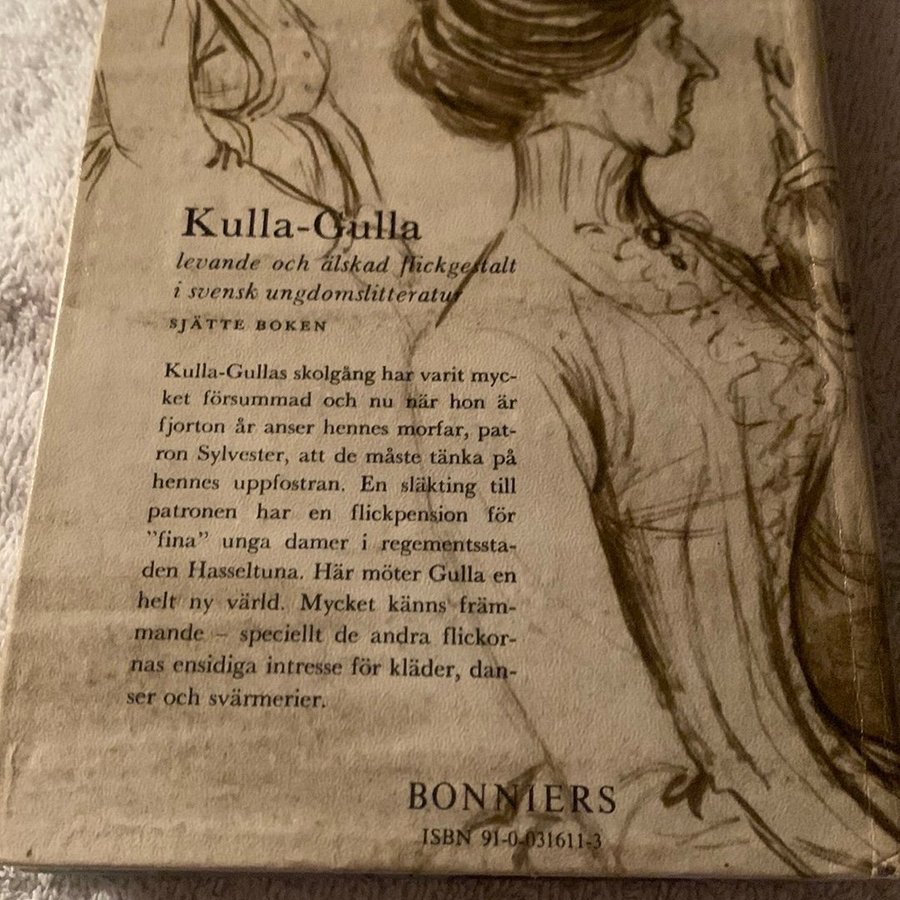 Kulla-Gulla
levande och älskad flickgestalt
i svensk ungdomslitteratur
SJÄTTE BOKEN
Kulla-Gullas skolgång har varit myc-
ket försummad och nu när hon är
fjorton år anser hennes morfar, pat-
ron Sylvester, att de måste tänka på
hennes uppfostran. En släkting till
patronen har en flickpension för
”fina” unga damer i regementssta-
den Hasseltuna. Här möter Gulla en
helt ny värld. Mycket känns främ-
mande – speciellt de andra flickor-
nas ensidiga intresse för kläder, dan-
ser och svärmerier.
BONNIERS
ISBN 91-0-031611-3